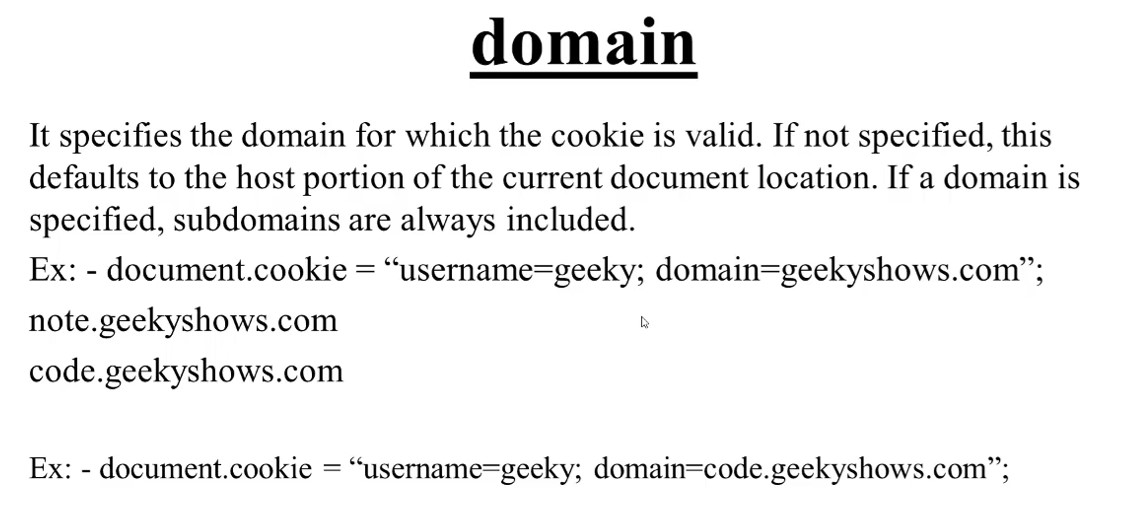 domain
It specifies the domain for which the cookie is valid. If not specified, this
defaults to the host portion of the current document location. If a domain is
specified, subdomains are always included.
Ex: - document.cookie = “username=geeky; domain=geekyshows.com”;
note.geekyshows.com
code.geekyshows.com
Ex: - document.cookie = “username=geeky; domain=code.geekyshows.com”;